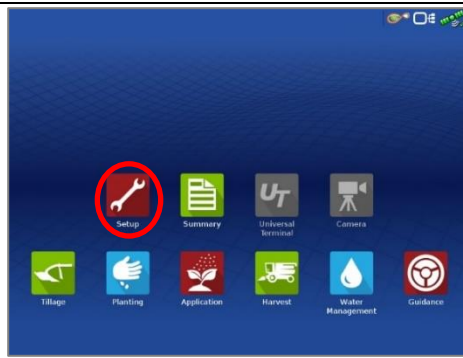 UT
Setup
Summary
Universal
Terminal
Camera
Tillage
Planting
Application
Harvest
Water
Management
Guidance